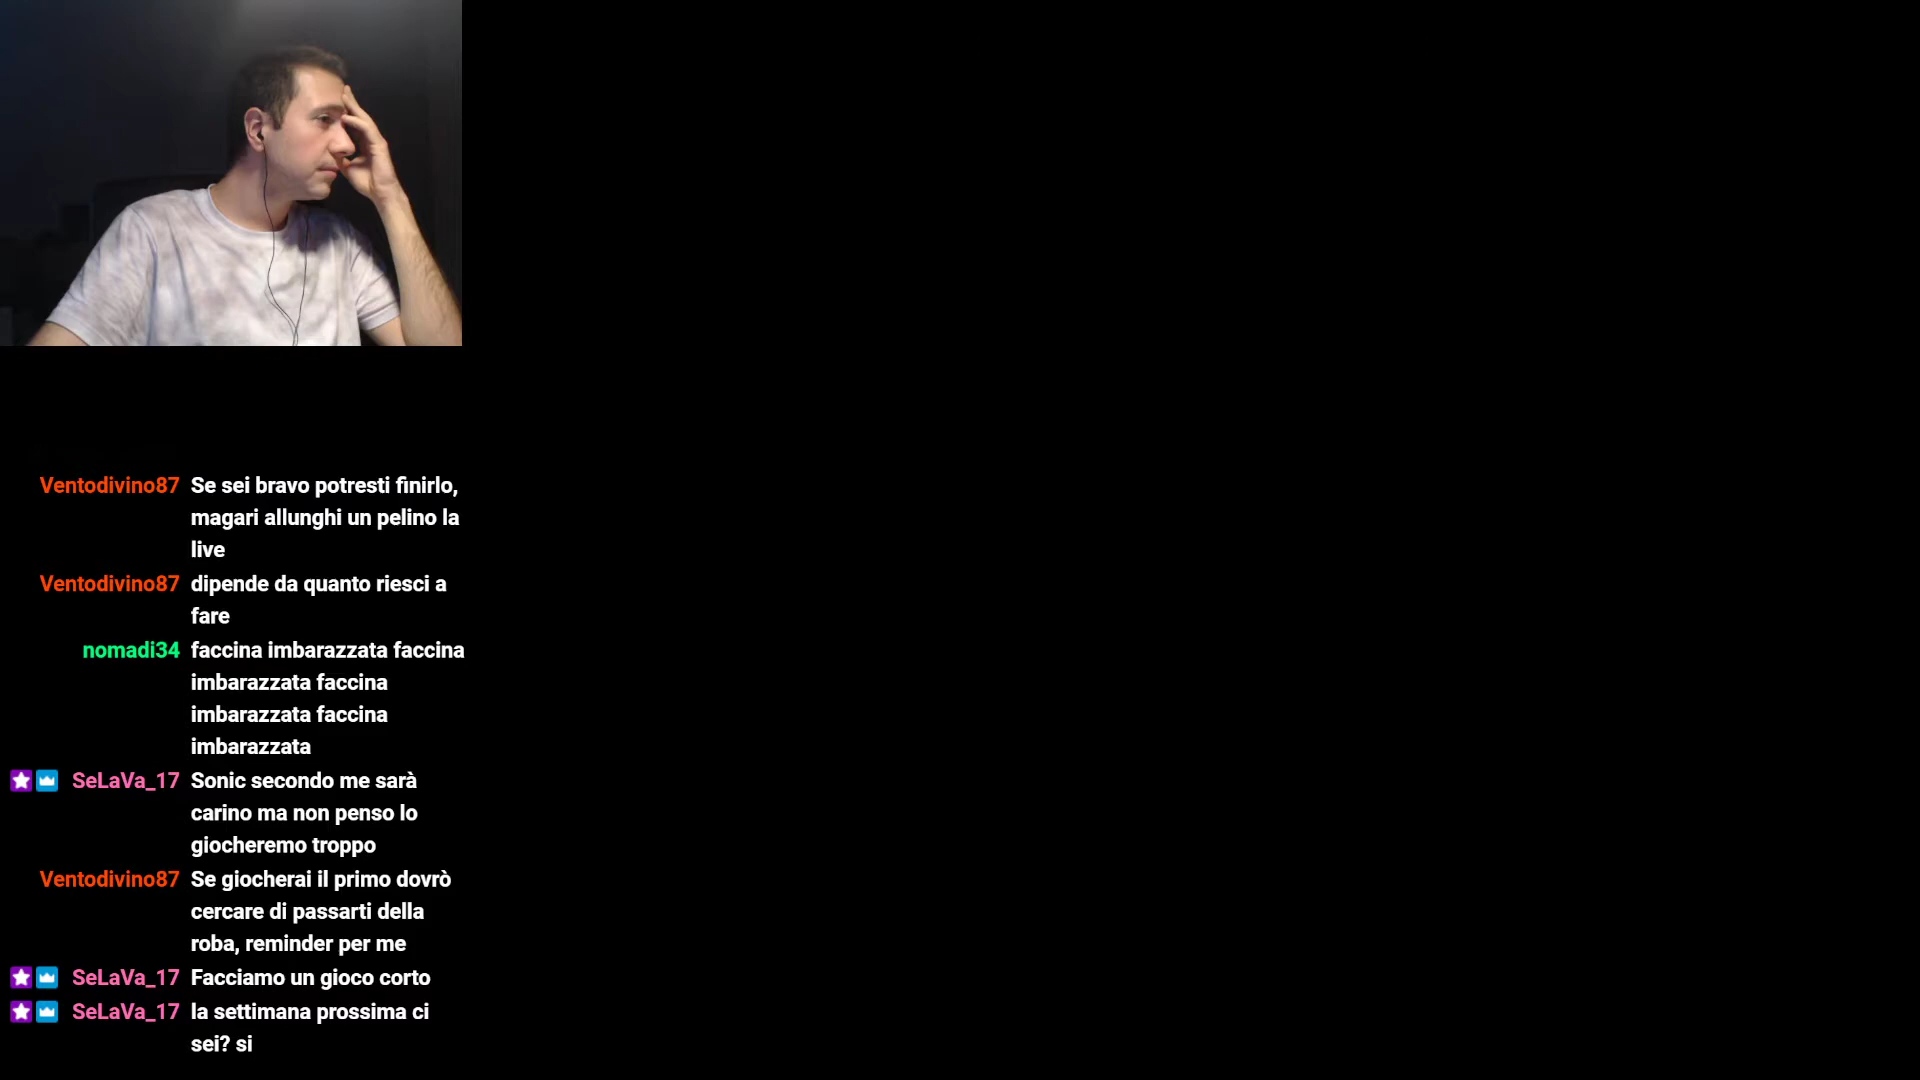 Ventodivino87 Se sei bravo potresti finirlo,
magari allunghi un pelino la
live
Ventodivino87 dipende da quanto riesci a
fare
nomadi34 faccina imbarazzata faccina
imbarazzata faccina
imbarazzata faccina
imbarazzata
SeLaVa_17 Sonic secondo me sarà
carino ma non penso lo
giocheremo troppo
Ventodivino87 Se giocherai il primo dovrò
cercare di passarti della
roba, reminder per me
SeLaVa_17 Facciamo un gioco corto
SeLaVa_17 la settimana prossima ci
sei? si